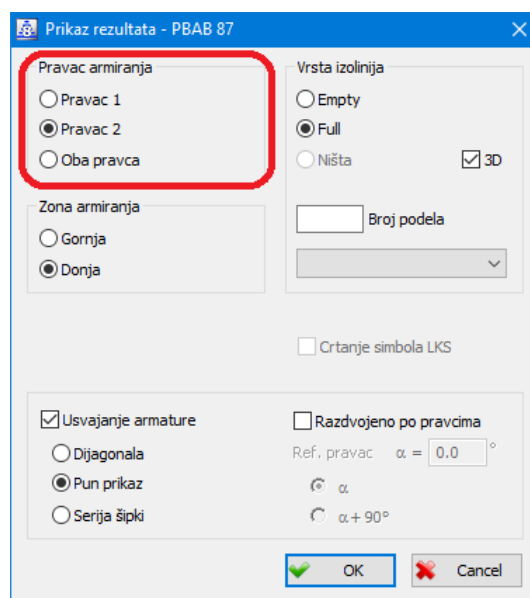 Prikaz rezultata - PBAB 87
Pravac armiranja
Pravac 1
Pravac 2
Oba pravca
Zona armiranja
Gornja
Donja
Vrsta izolinija
Empty
Full
Ništa
3D
Broj podela
Crtanje simbola LKS
Usvajanje armature
Dijagonala
Pun prikaz
Serija šipki
Razdvojeno po pravcima
Ref. pravac α = 0.0 °
α
α + 90°
OK
Cancel